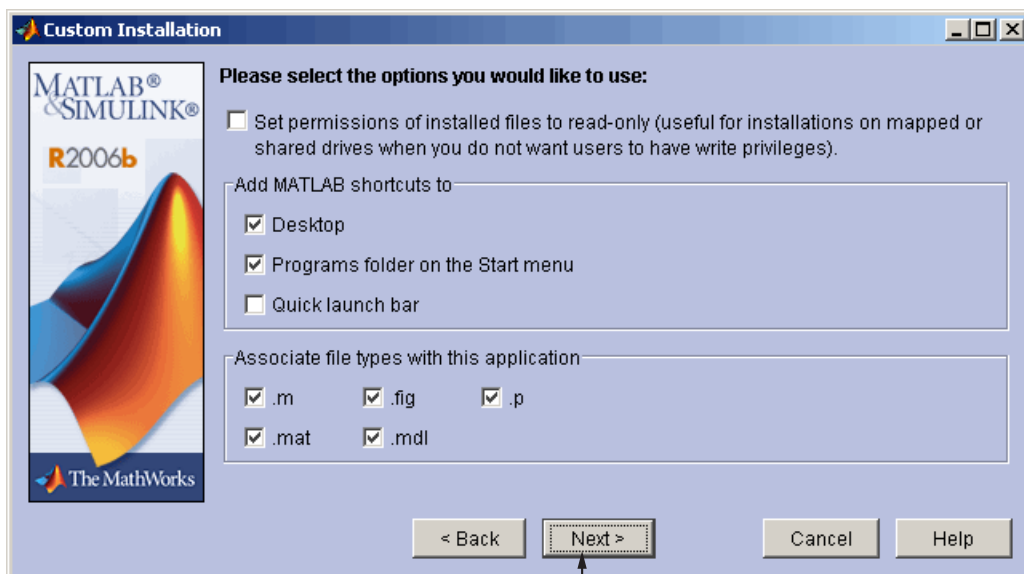 Custom Installation
MATLAB®
&SIMULINK®
R2006b
The MathWorks
Please select the options you would like to use:
Set permissions of installed files to read-only (useful for installations on mapped or
shared drives when you do not want users to have write privileges).
Add MATLAB shortcuts to
Desktop
Programs folder on the Start menu
Quick launch bar
Associate file types with this application
.m .fig .p
.mat .mdl
< Back Next > Cancel Help